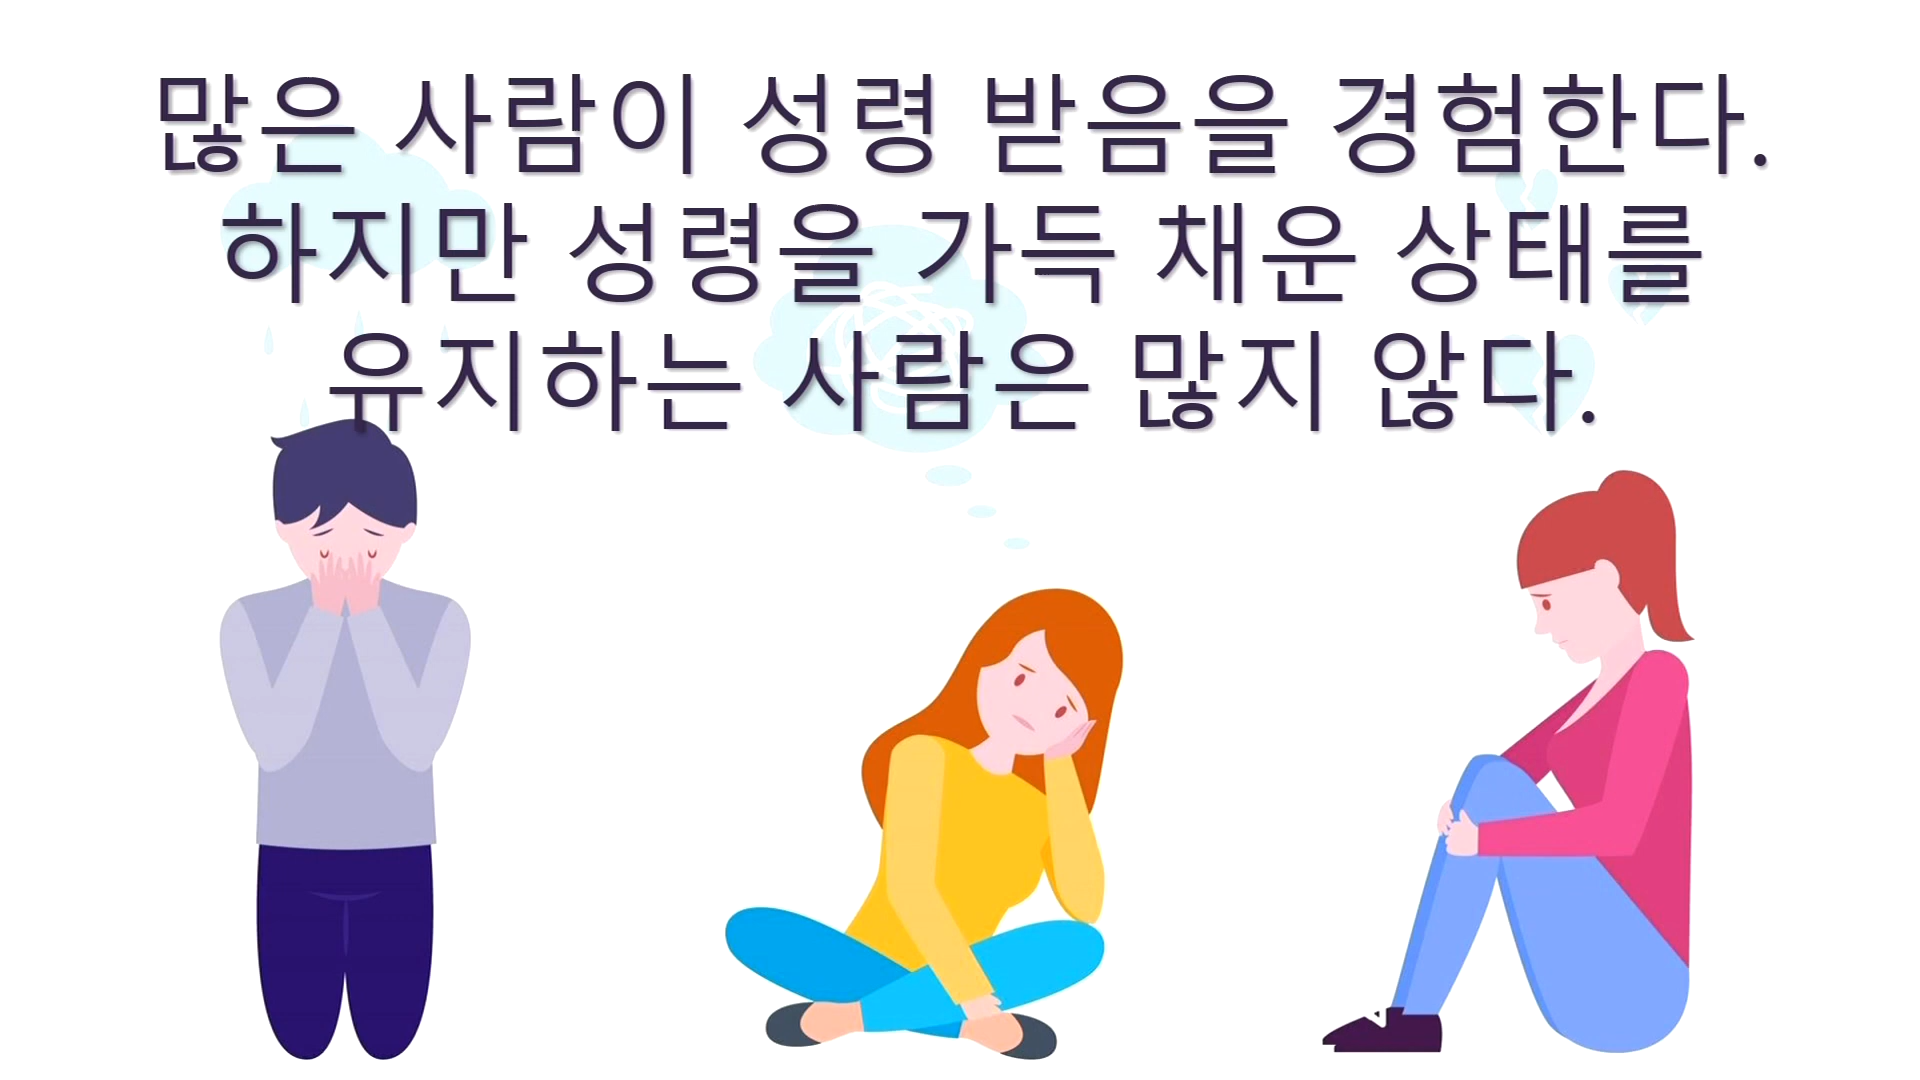 많은 사람이 성령 받음을 경험한다.
하지만 성령을 가득 채운 상태를
유지하는 사람은 많지 않다.